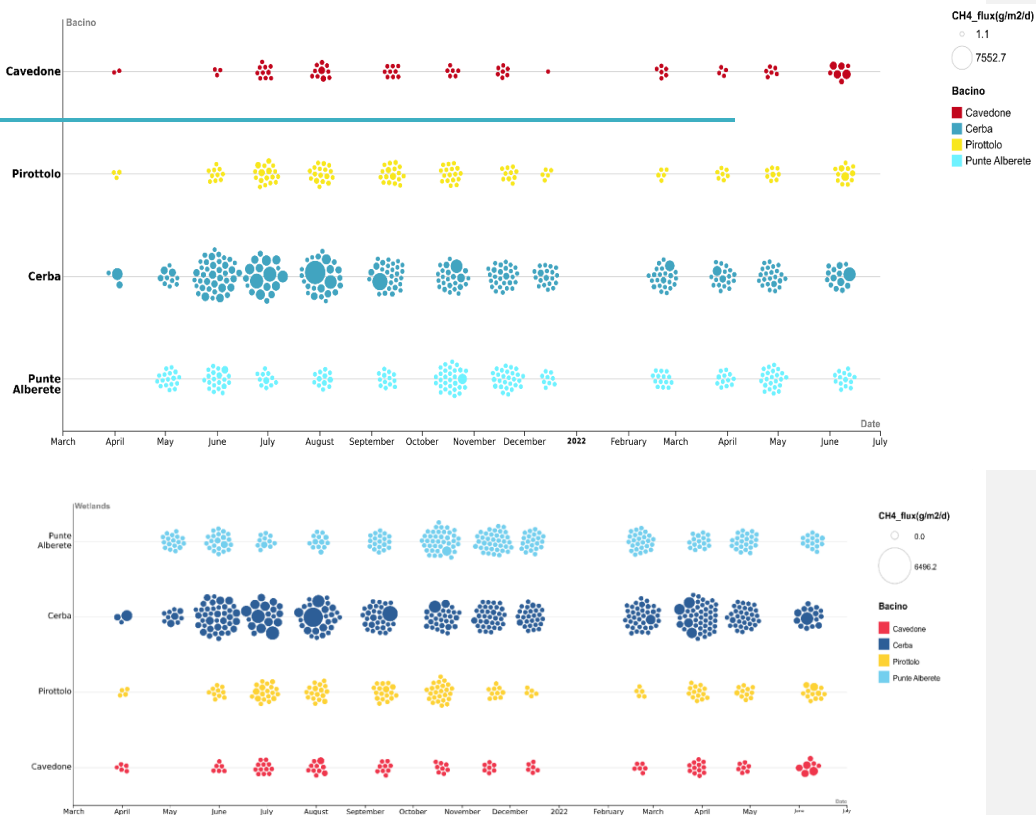 Bacino
Cavedone
Pirottolo
Cerba
Punte
Alberete
Date
March April May June July August September October November December 2022 February March April May June July
CH4_flux(g/m2/d)
1.1
7552.7
Bacino
Cavedone
Cerba
Pirottolo
Punte Alberete
Wetlands
Punte
Alberete
Cerba
Pirottolo
Cavedone
Date
March April May June July August September October November December 2022 February March April May June July
CH4_flux(g/m2/d)
0.0
6496.2
Bacino
Cavedone
Cerba
Pirottolo
Punte Alberete